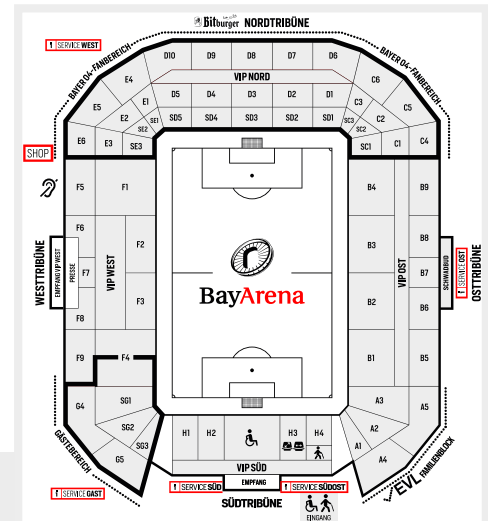 Bitburger NORDTRIBÜNE
SERVICE WEST
BAYER 04-FANBEREICH
BAYER 04-FANBEREICH
D10 D9 D8 D7 D6
VIP NORD
E4 C6
D5 D4 D3 D2 D1
E5 E1 C3 C5
SD5 SD4 SD3 SD2 SD1
E2 SE1 SC3 C2
SE2 SC2
E6 E3 SE3 SC1 C1 C4
SHOP
F5 F1 B4 B9
F6 F2 B3 B8
WESTTRIBÜNE
EMPFANG VIP WEST
PRESSE
F7
VIP WEST
VIP OST
B7
SCHWADBUD
SERVICE OST
OSTTRIBÜNE
BayArena
F8 F3 B2 B6
F9 F4 B1 B5
G4 SG1 A3 A5
SG2 A2
SG3 A1
G5 A4
H1 H2 H3 H4
GÄSTEBEREICH
VIP SÜD
EVL FAMILIENBLOCK
SERVICE GAST
SERVICE SÜD
EMPFANG
SERVICE SÜDOST
SÜDTRIBÜNE
EINGANG